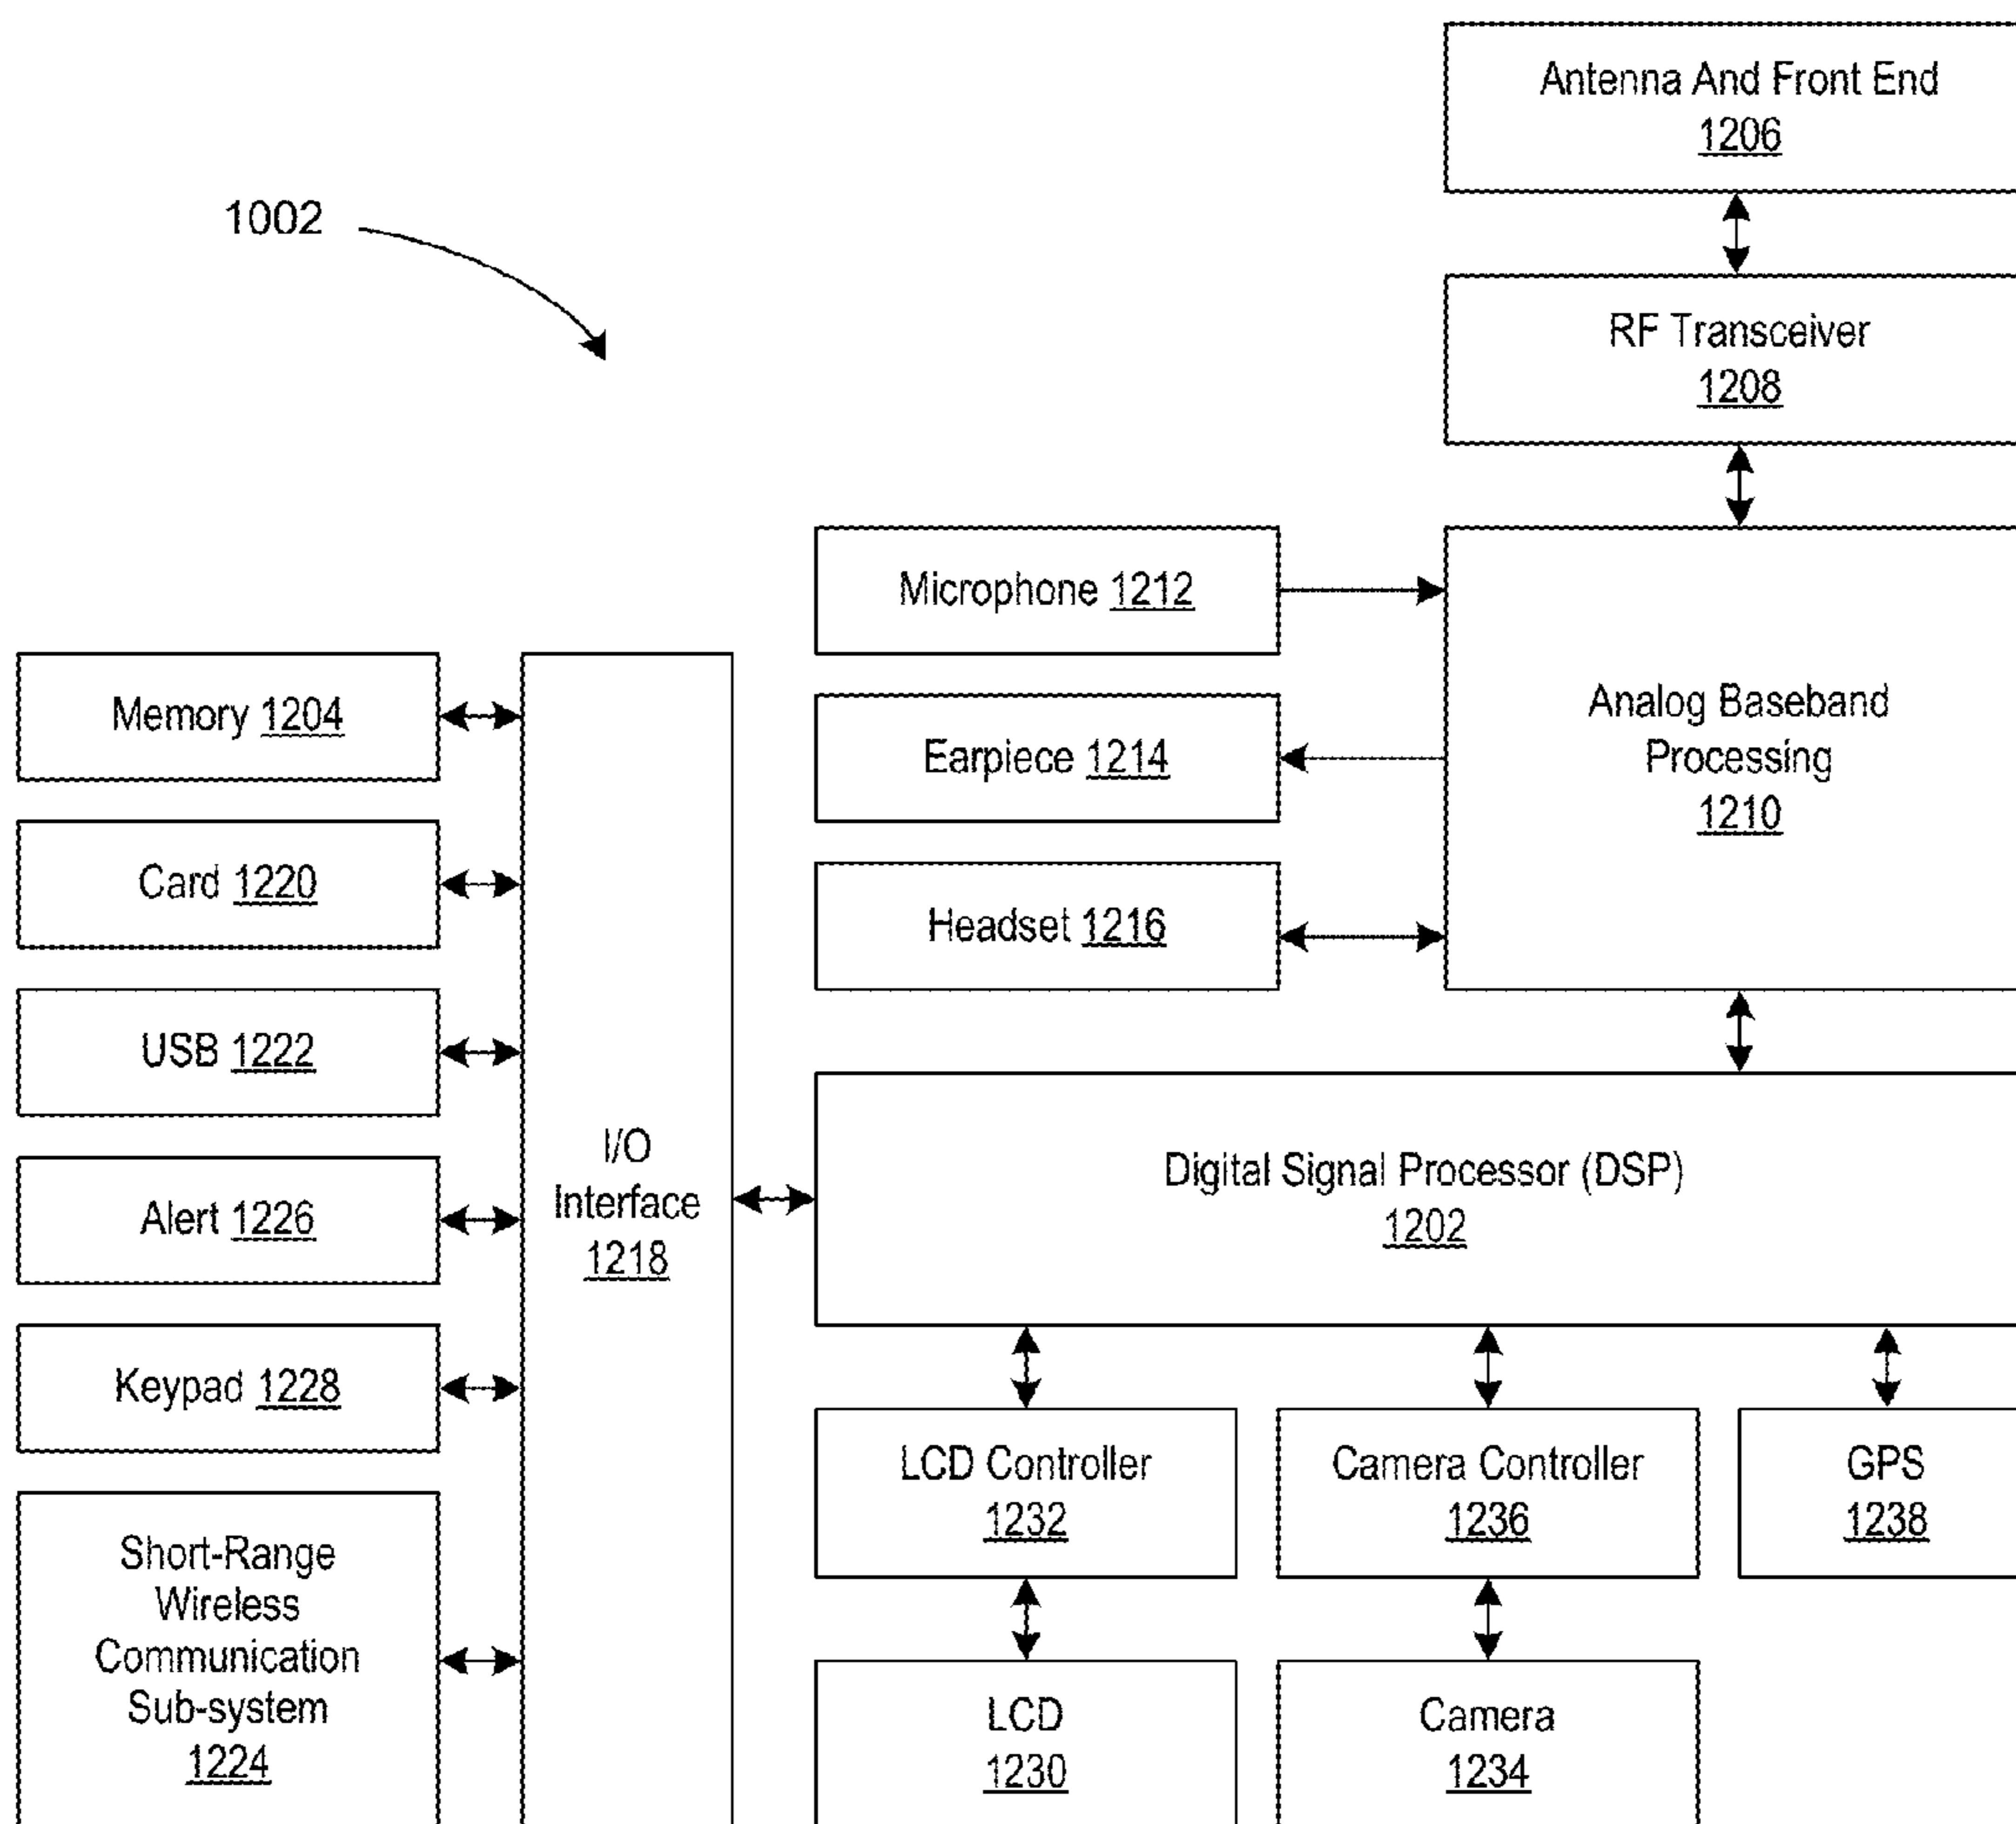 Antenna And Front End
1206
1002
RF Transceiver
1208
Microphone 1212
Earpiece 1214
Headset 1216
Analog Baseband
Processing
1210
Memory 1204
Card 1220
USB 1222
Alert 1226
Keypad 1228
Short-Range
Wireless
Communication
Sub-system
1224
I/O
Interface
1218
Digital Signal Processor (DSP)
1202
LCD Controller
1232
Camera Controller
1236
GPS
1238
LCD
1230
Camera
1234